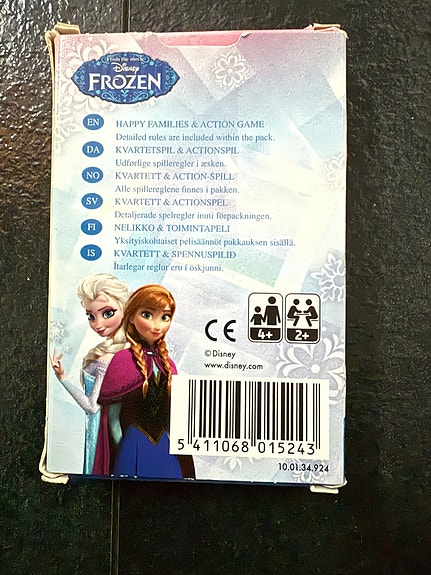 From the movie
Disney
FROZEN
EN HAPPY FAMILIES & ACTION GAME
Detailed rules are included within the pack.
DA KVARTETSPIL & ACTIONSPIL
Udførlige spilleregler i æsken.
NO KVARTETT & ACTION-SPILL
Alle spillereglene finnes i pakken.
SV KVARTETT & ACTIONSPEL
Detaljerade spelregler inuti förpackningen.
FI NELIKKO & TOIMINTAPELI
Yksityiskohtaiset pelisäännöt pakkauksen sisällä.
IS KVARTETT & SPENNUSPILID
Ítarlegar reglur eru í öskjunni.
CE 4+ 2+
© Disney
www.disney.com
5 411068 015243
10.01.34.924